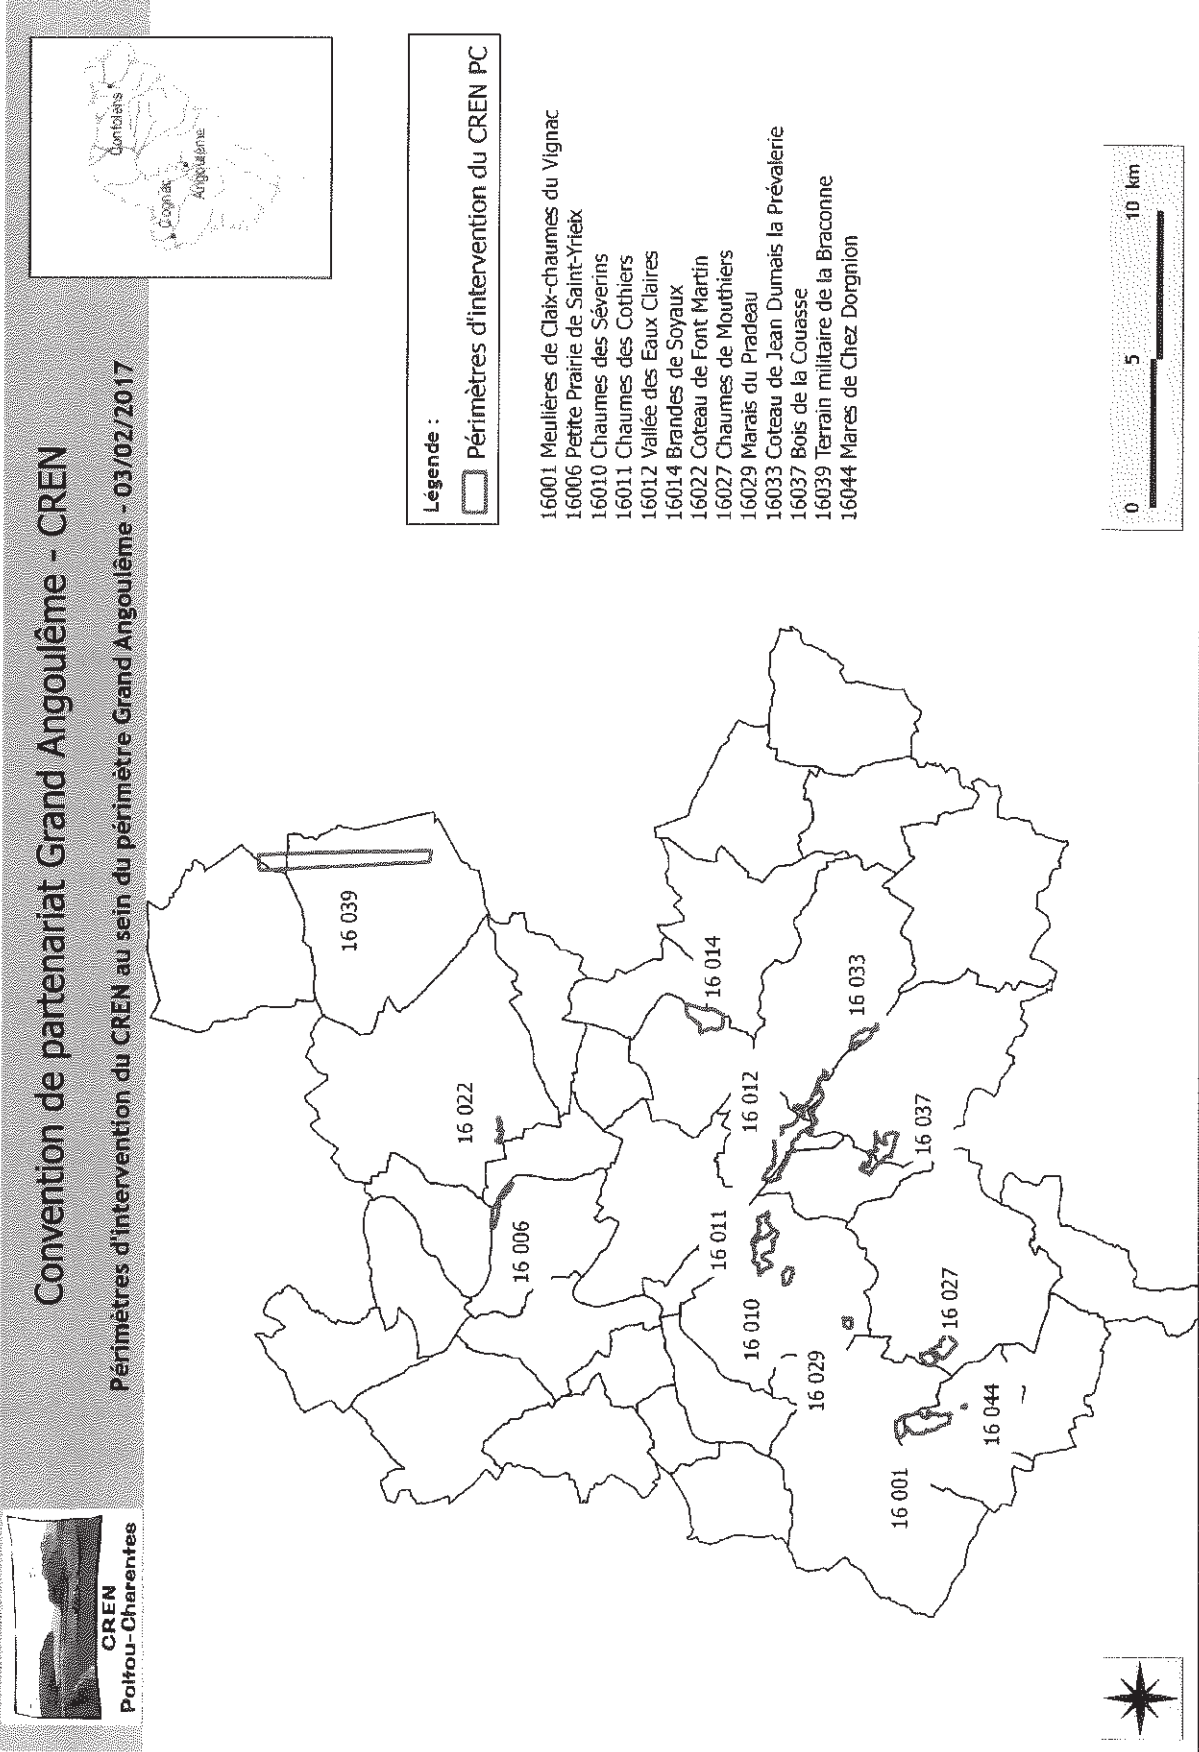 Convention de partenariat Grand Angoulême - CREN
Périmètres d'intervention du CREN au sein du périmètre Grand Angoulême - 03/02/2017
CREN
Poitou-Charentes
Confolens
Cognac
Angoulême
Légende :
Périmètres d'intervention du CREN PC
16001 Meulières de Claix-chaumes du Vignac
16006 Petite Prairie de Saint-Yrieix
16010 Chaumes des Séverins
16011 Chaumes des Cothiers
16012 Vallée des Eaux Claires
16014 Brandes de Soyaux
16022 Coteau de Font Martin
16027 Chaumes de Mouthiers
16029 Marais du Pradeau
16033 Coteau de Jean Dumais la Prévalerie
16037 Bois de la Couasse
16039 Terrain militaire de la Braconne
16044 Mares de Chez Dorgnion
16 039
16 022
16 006
16 014
16 012
16 033
16 011
16 037
16 010
16 029
16 027
16 044
16 001
0 5 10 km